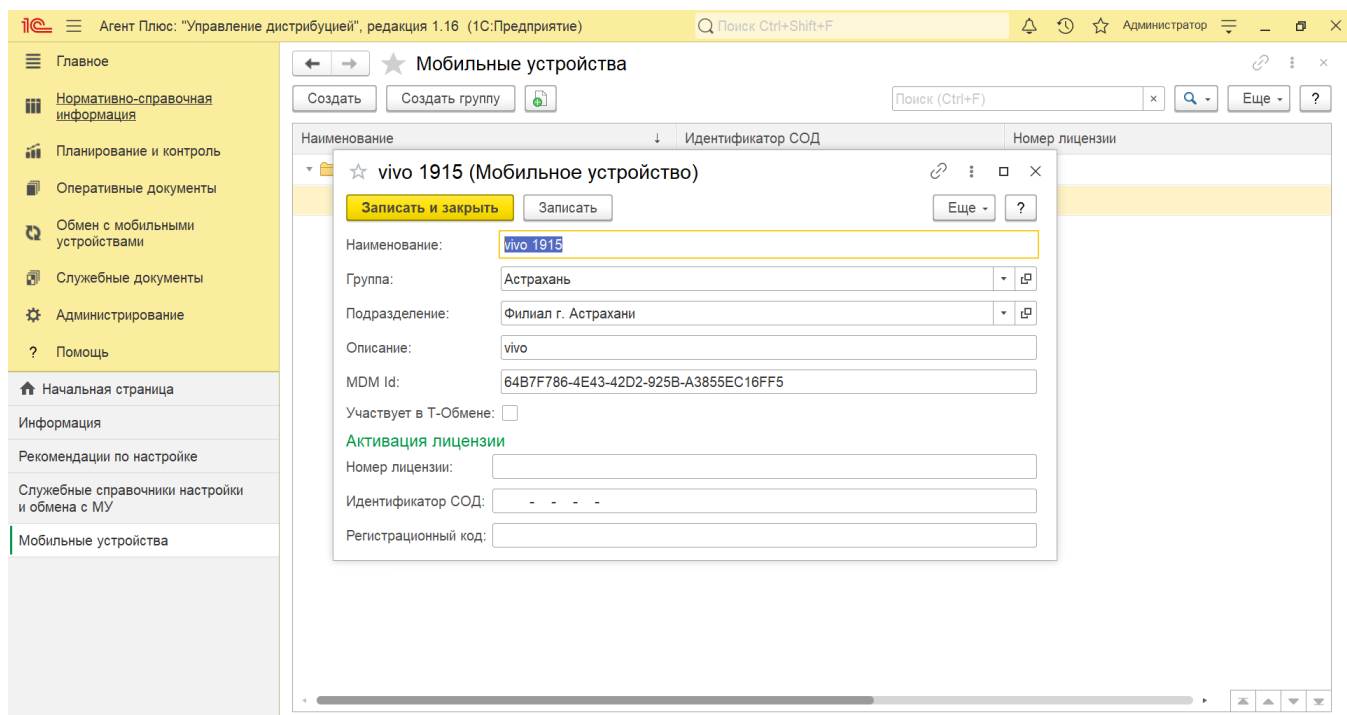 Агент Плюс: "Управление дистрибуцией", редакция 1.16 (1С:Предприятие)
Поиск Ctrl+Shift+F
Администратор
Главное
Нормативно-справочная
информация
Планирование и контроль
Оперативные документы
Обмен с мобильными
устройствами
Служебные документы
Администрирование
? Помощь
Начальная страница
Информация
Рекомендации по настройке
Служебные справочники настройки
и обмена с МУ
Мобильные устройства
Мобильные устройства
Создать
Создать группу
Поиск (Ctrl+F)
×
Еще
?
Наименование ↓
Идентификатор СОД
Номер лицензии
vivo 1915 (Мобильное устройство)
Записать и закрыть
Записать
Еще
?
Наименование: vivo 1915
Группа: Астрахань
Подразделение: Филиал г. Астрахани
Описание: vivo
MDM Id: 64B7F786-4E43-42D2-925B-A3855EC16FF5
Участвует в Т-Обмене:
Активация лицензии
Номер лицензии:
Идентификатор СОД: - - - -
Регистрационный код: